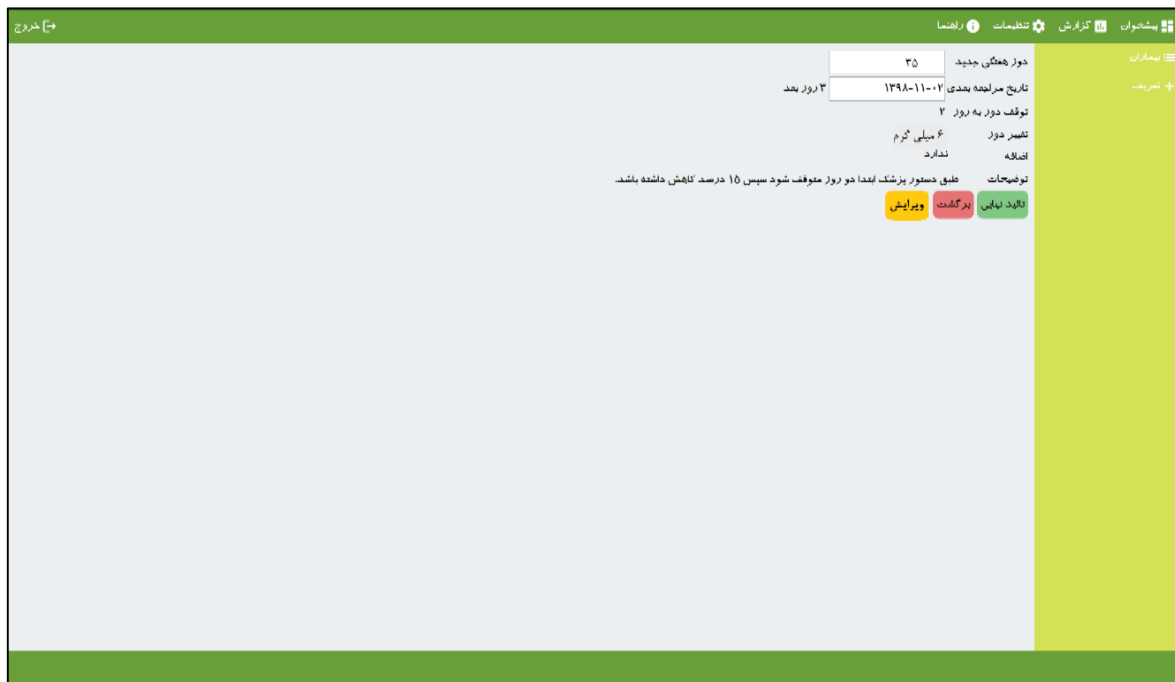 پیشخوان گزارش تنظیمات راهنما خروج
بیماران
تعریف
دوز هفتگی جدید ۳۵
تاریخ مراجعه بعدی ۱۳۹۸-۱۱-۰۲ ۳ روز بعد
توقف دوز به روز ۲
تغییر دوز ۶ میلی گرم
اضافه ندارد
توضیحات طبق دستور پزشک ابتدا دو روز متوقف شود سپس ۱۵ درصد کاهش داشته باشد.
تائید نهایی برگشت ویرایش